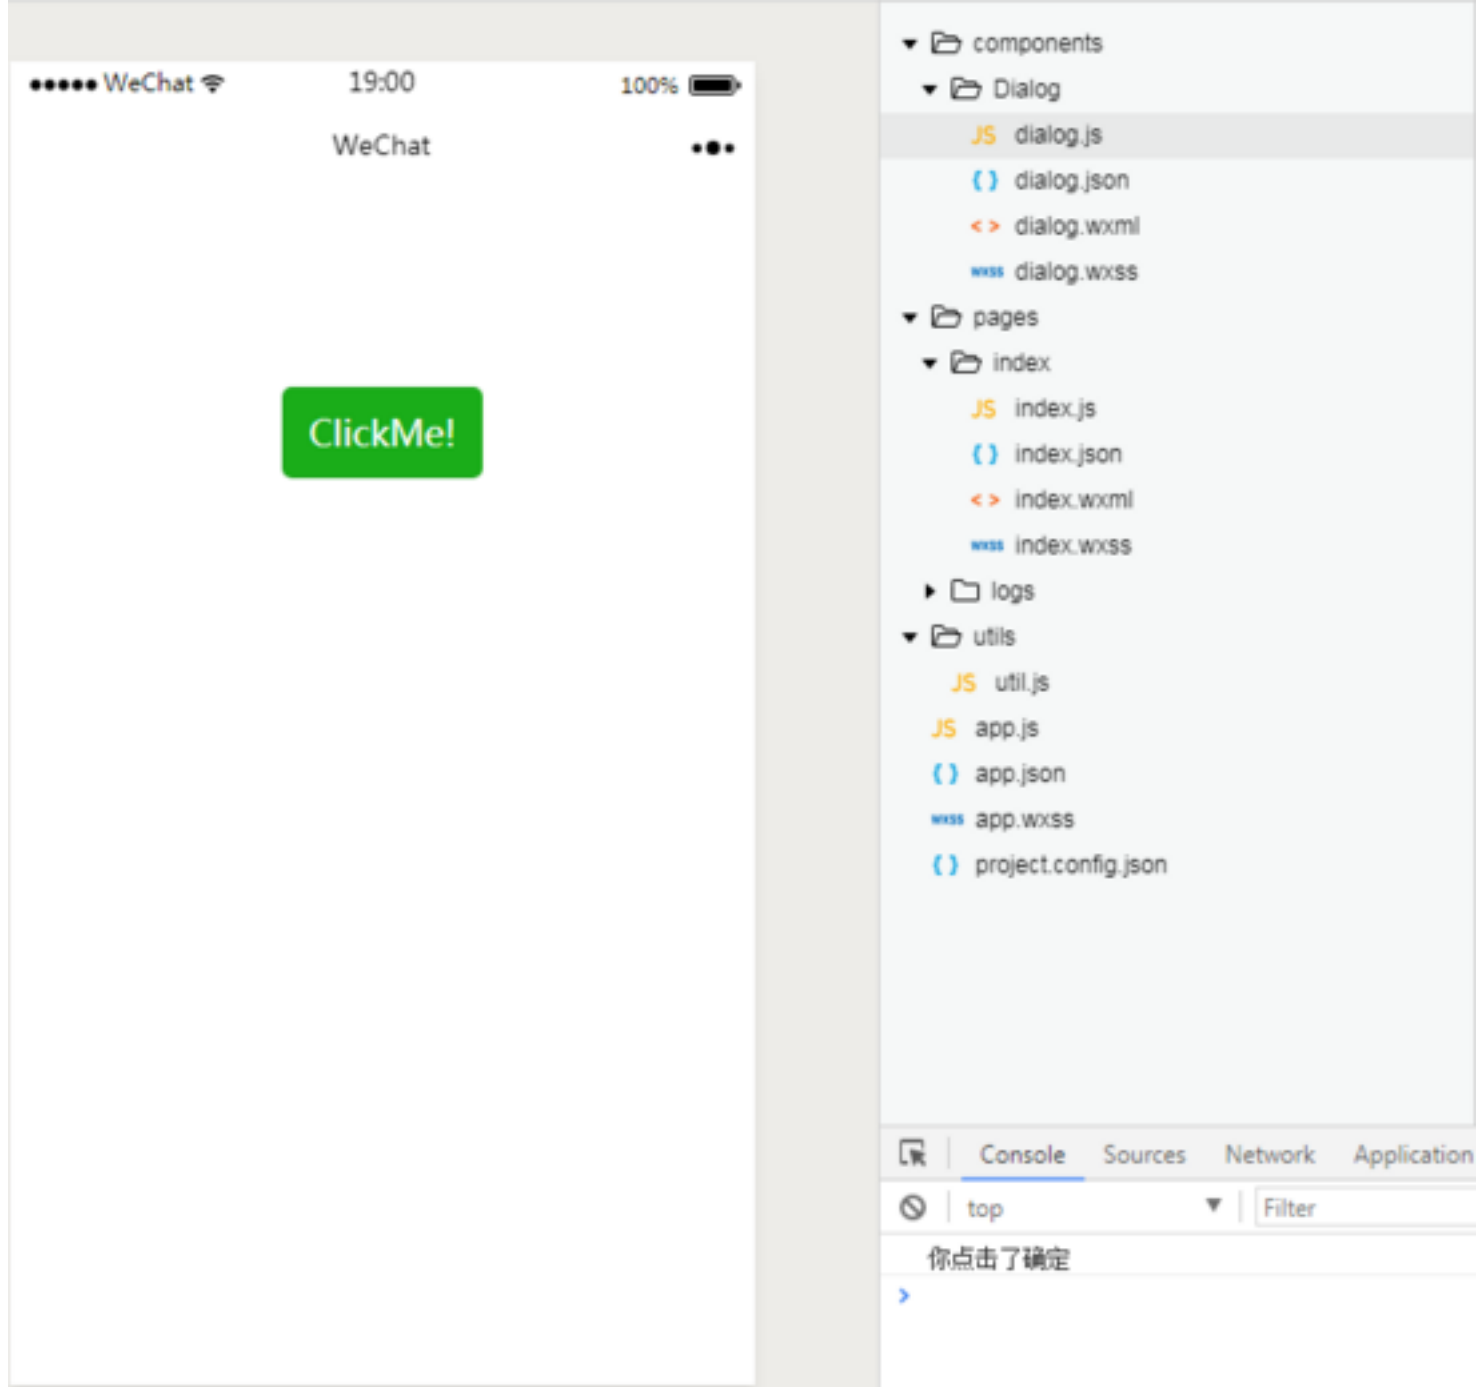 WeChat 19:00 100%
WeChat
ClickMe!
components
Dialog
JS dialog.js
{ } dialog.json
< > dialog.wxml
wxss dialog.wxss
pages
index
JS index.js
{ } index.json
< > index.wxml
wxss index.wxss
logs
utils
JS util.js
JS app.js
{ } app.json
wxss app.wxss
{ } project.config.json
Console Sources Network Application
top Filter
你点击了确定
>